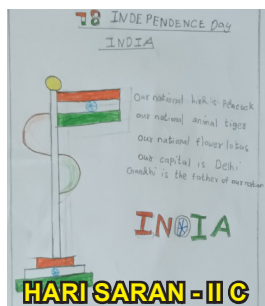 78 INDEPENDENCE Day
INDIA
Our national bird is Peacock
our national animal tiger
our national flower lotus
our capital is Delhi
Gandhi is the father of our nation
INDIA
HARI SARAN - II C